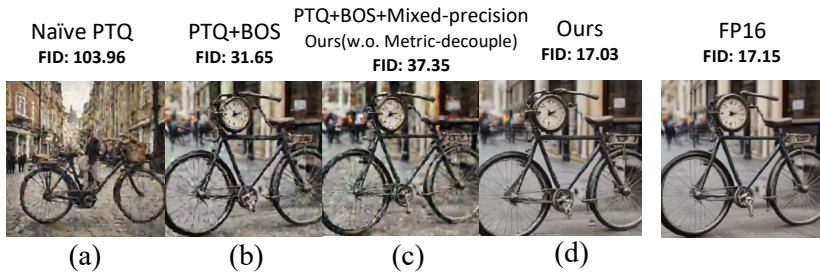 Naïve PTQ
FID: 103.96
PTQ+BOS
FID: 31.65
PTQ+BOS+Mixed-precision
Ours(w.o. Metric-decouple)
FID: 37.35
Ours
FID: 17.03
FP16
FID: 17.15
(a)
(b)
(c)
(d)